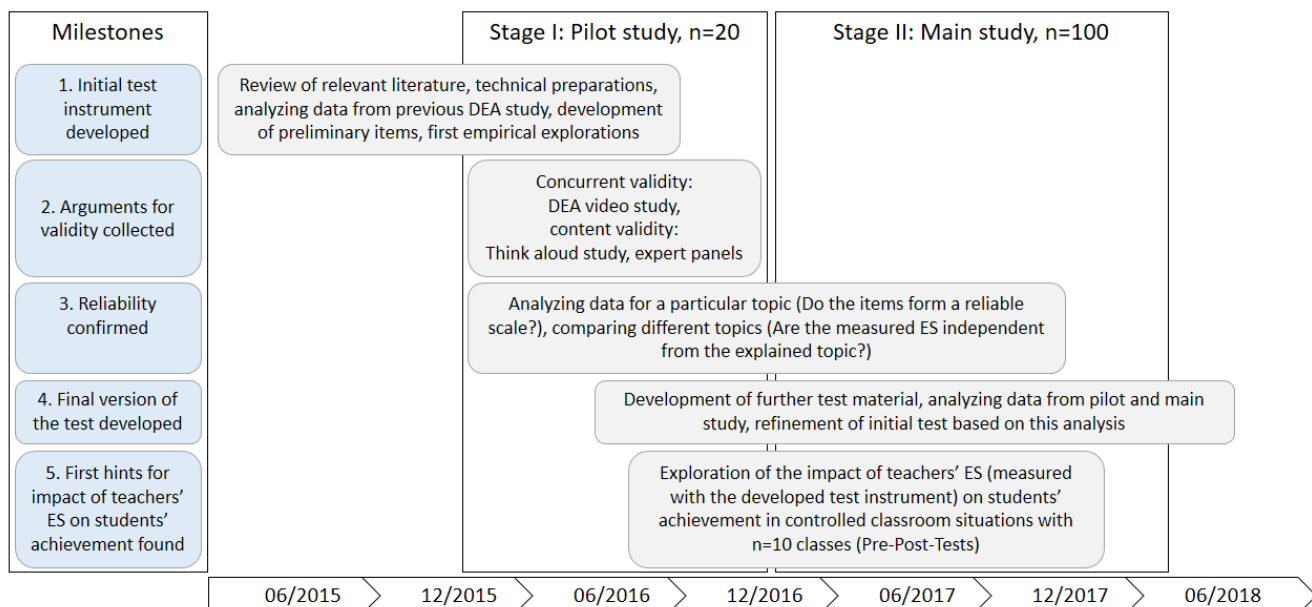 Milestones
Stage I: Pilot study, n=20
Stage II: Main study, n=100
1. Initial test
instrument
developed
Review of relevant literature, technical preparations,
analyzing data from previous DEA study, development
of preliminary items, first empirical explorations
2. Arguments for
validity collected
Concurrent validity:
DEA video study,
content validity:
Think aloud study, expert panels
3. Reliability
confirmed
Analyzing data for a particular topic (Do the items form a reliable
scale?), comparing different topics (Are the measured ES independent
from the explained topic?)
4. Final version of
the test developed
Development of further test material, analyzing data from pilot and main
study, refinement of initial test based on this analysis
5. First hints for
impact of teachers’
ES on students’
achievement found
Exploration of the impact of teachers’ ES (measured
with the developed test instrument) on students’
achievement in controlled classroom situations with
n=10 classes (Pre-Post-Tests)
06/2015
12/2015
06/2016
12/2016
06/2017
12/2017
06/2018